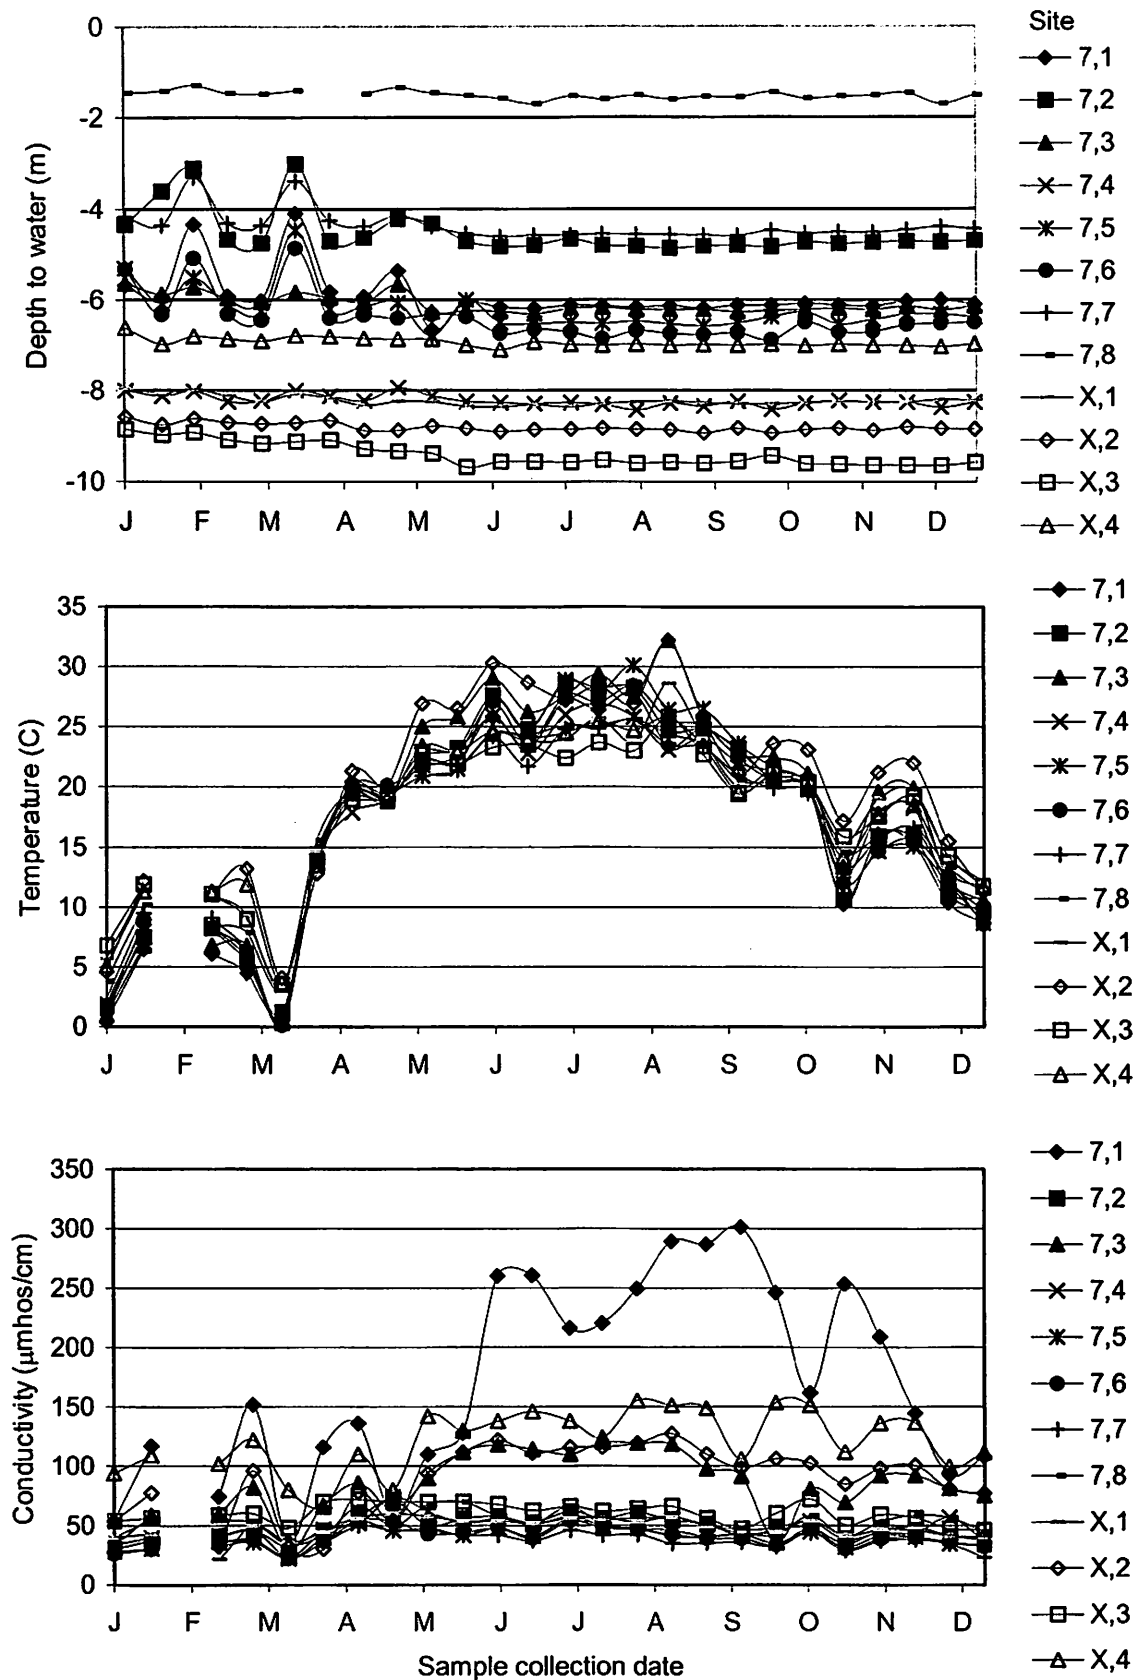 Site
0
-2
-4
-6
-8
-10
Depth to water (m)
J F M A M J J A S O N D
7,1
7,2
7,3
7,4
7,5
7,6
7,7
7,8
X,1
X,2
X,3
X,4
35
30
25
20
15
10
5
0
Temperature (C)
J F M A M J J A S O N D
7,1
7,2
7,3
7,4
7,5
7,6
7,7
7,8
X,1
X,2
X,3
X,4
350
300
250
200
150
100
50
0
Conductivity (μmhos/cm)
J F M A M J J A S O N D
Sample collection date
7,1
7,2
7,3
7,4
7,5
7,6
7,7
7,8
X,1
X,2
X,3
X,4